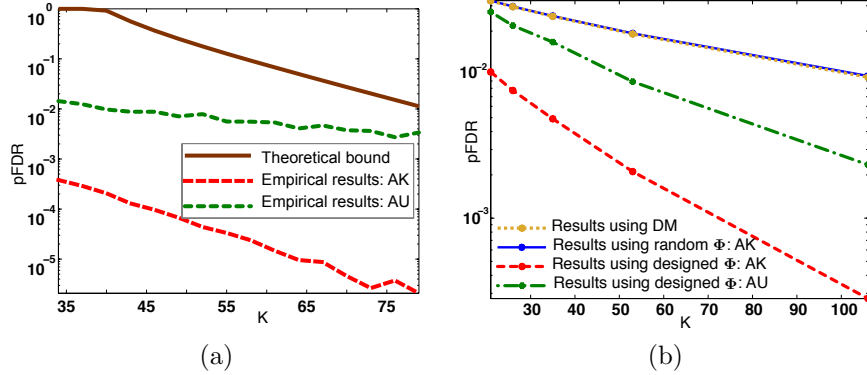 10^0
10^-1
10^-2
10^-3
10^-4
10^-5
pFDR
Theoretical bound
Empirical results: AK
Empirical results: AU
35 45 55 65 75
K
(a)
10^-2
10^-3
pFDR
Results using DM
Results using random Φ: AK
Results using designed Φ: AK
Results using designed Φ: AU
30 40 50 60 70 80 90 100
K
(b)